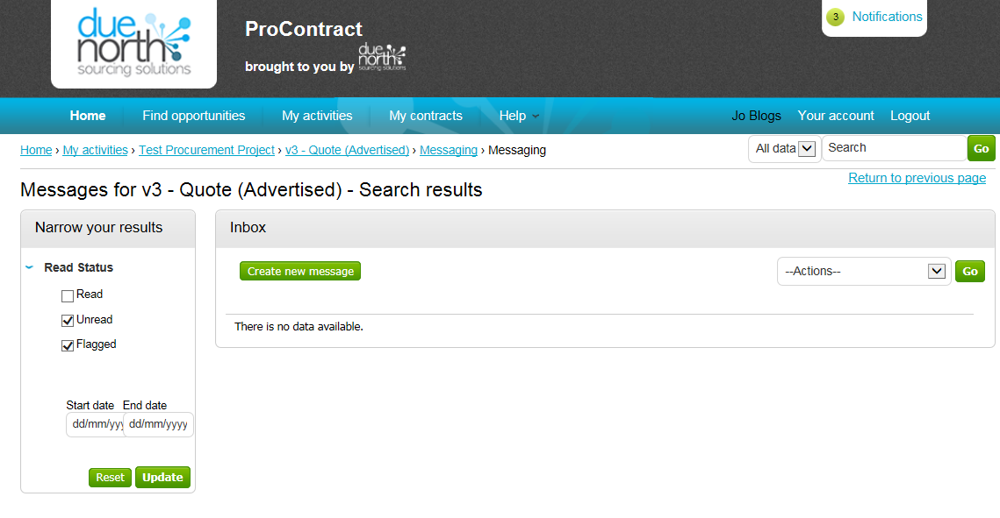 due
north
sourcing solutions
ProContract
brought to you by due north sourcing solutions
3 Notifications
Home Find opportunities My activities My contracts Help Jo Blogs Your account Logout
Home › My activities › Test Procurement Project › v3 - Quote (Advertised) › Messaging › Messaging
All data Search Go
Return to previous page
Messages for v3 - Quote (Advertised) - Search results
Narrow your results
Read Status
Read
Unread
Flagged
Start date End date
dd/mm/yyy dd/mm/yyyy
Reset Update
Inbox
Create new message --Actions-- Go
There is no data available.